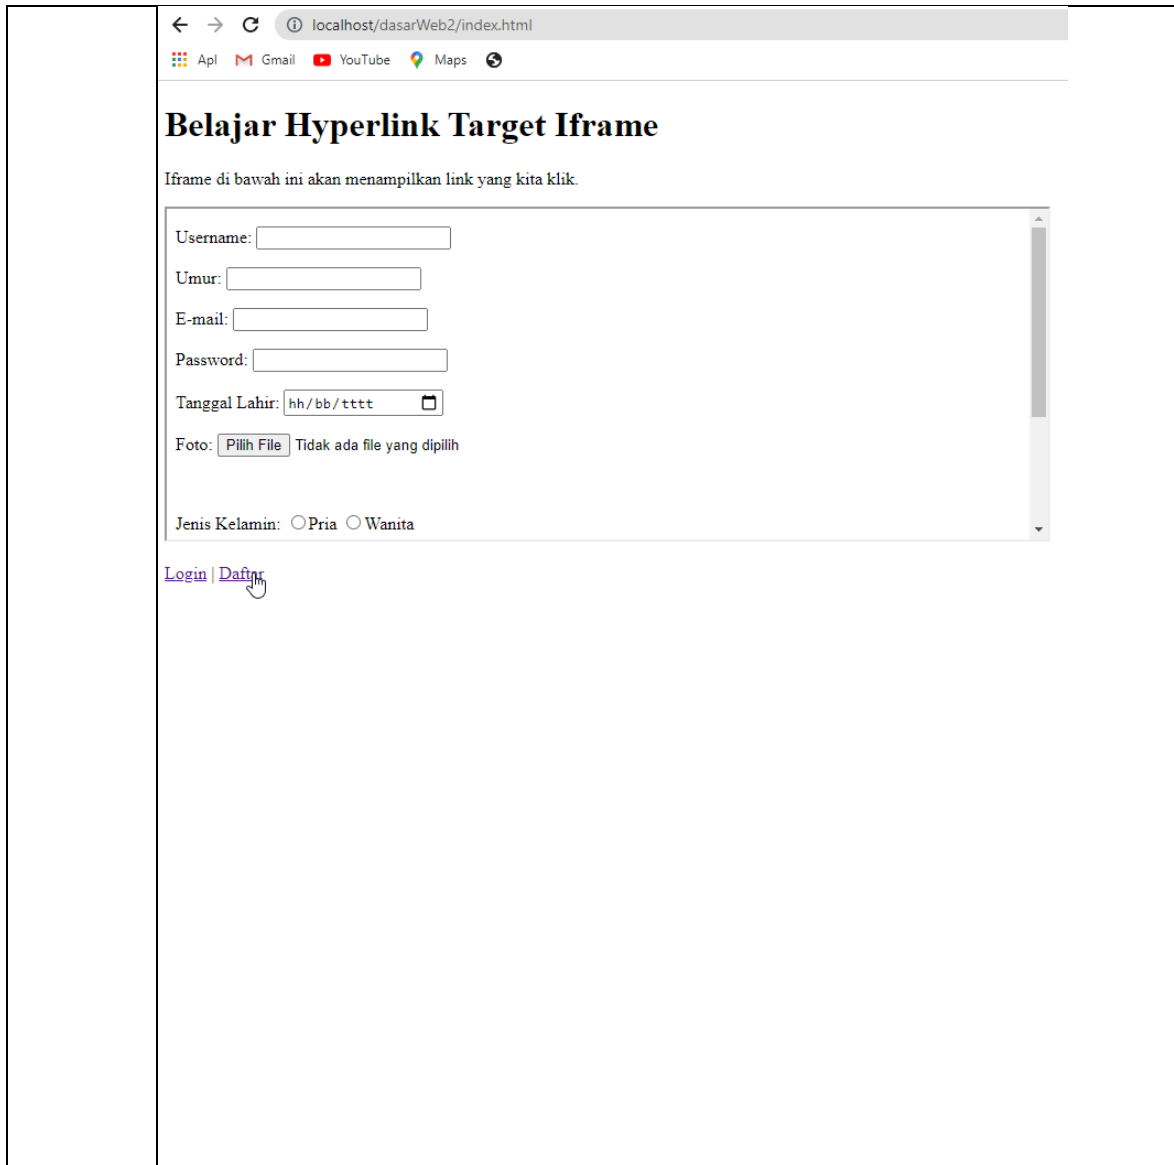 localhost/dasarWeb2/index.html
Apl Gmail YouTube Maps
Belajar Hyperlink Target Iframe
Iframe di bawah ini akan menampilkan link yang kita klik.
Username:
Umur:
E-mail:
Password:
Tanggal Lahir: hh/bb/tttt
Foto: Pilih File Tidak ada file yang dipilih
Jenis Kelamin: Pria Wanita
Login | Daftar